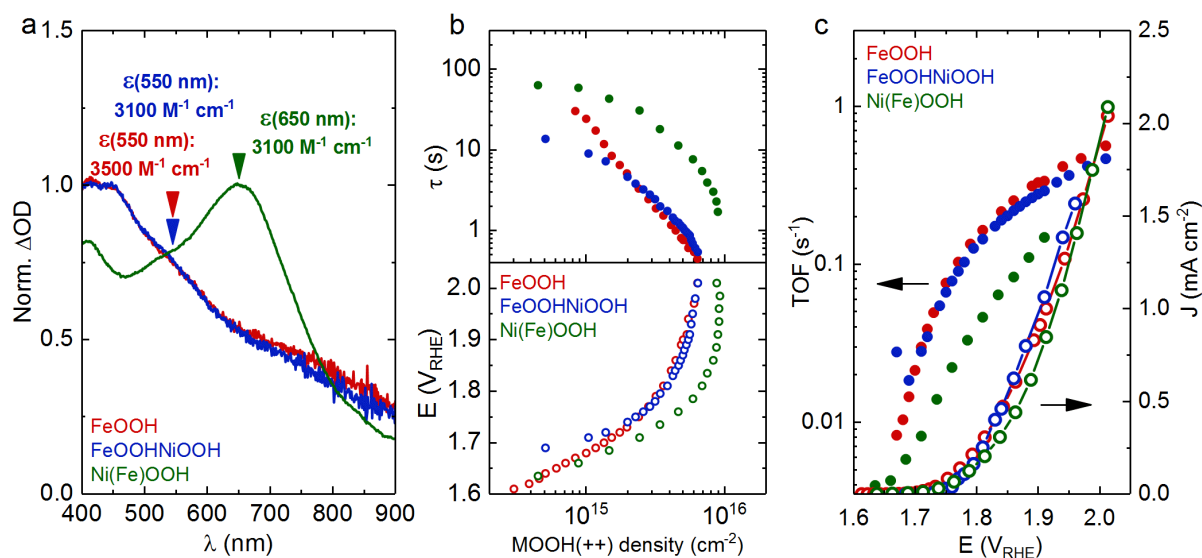 a
1.5
1.0
0.5
0.0
Norm. ΔOD
ε(550 nm):
3100 M⁻¹ cm⁻¹
ε(550 nm):
3500 M⁻¹ cm⁻¹
ε(650 nm):
3100 M⁻¹ cm⁻¹
FeOOH
FeOOHNiOOH
Ni(Fe)OOH
400 500 600 700 800 900
λ (nm)
b
100
10
1
τ (s)
FeOOH
FeOOHNiOOH
Ni(Fe)OOH
2.0
1.9
1.8
1.7
1.6
E (V_RHE)
10¹⁵ 10¹⁶
MOOH(++) density (cm⁻²)
c
FeOOH
FeOOHNiOOH
Ni(Fe)OOH
1
0.1
0.01
TOF (s⁻¹)
2.5
2.0
1.5
1.0
0.5
0.0
J (mA cm⁻²)
1.6 1.7 1.8 1.9 2.0
E (V_RHE)